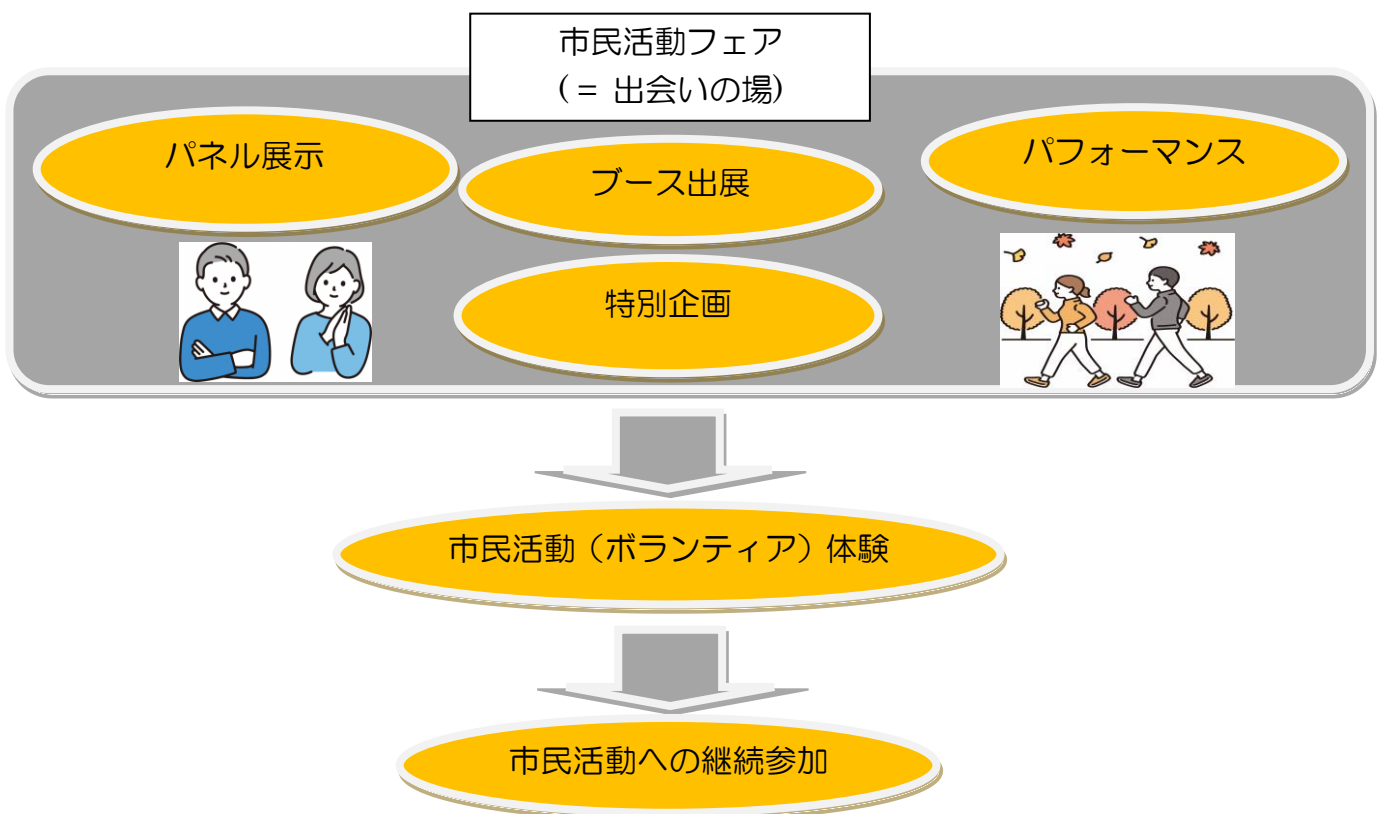 市民活動フェア
(= 出会いの場)
パネル展示
ブース出展
パフォーマンス
特別企画
市民活動（ボランティア）体験
市民活動への継続参加